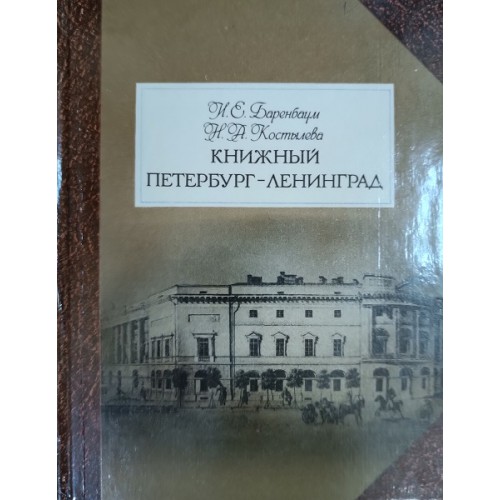 И. Е. Баренбаум
Н. А. Костылева
КНИЖНЫЙ
ПЕТЕРБУРГ-ЛЕНИНГРАД